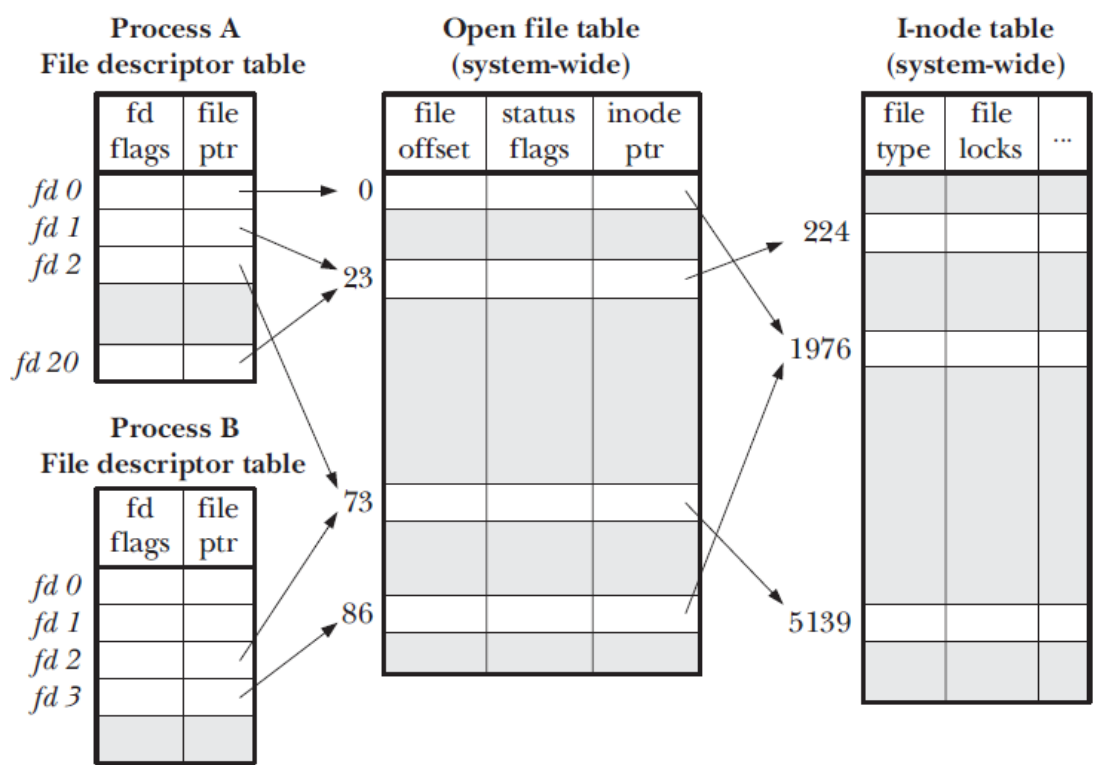 Process A
File descriptor table
fd
flags
file
ptr
fd 0
fd 1
fd 2
fd 20
Process B
File descriptor table
fd
flags
file
ptr
fd 0
fd 1
fd 2
fd 3
Open file table
(system-wide)
file
offset
status
flags
inode
ptr
0
23
73
86
I-node table
(system-wide)
file
type
file
locks
...
224
1976
5139